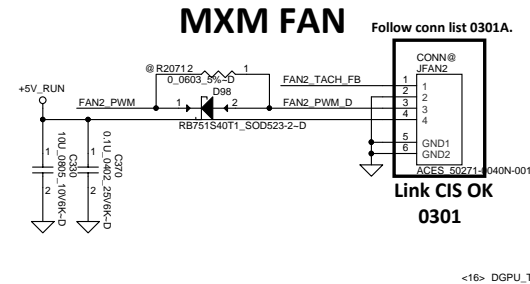 MXM FAN
Follow conn list 0301A.
CONN@
JFAN2
@ R2071 2 1
0_0603_5%~D
D98
+5V_RUN
FAN2_PWM
1 2
FAN2_TACH_FB
FAN2_PWM_D
RB751S40T1_SOD523-2~D
1 1
2 2
3 3
4 4
5 GND1
6 GND2
ACES_50271-0040N-001
1
2
C330
10U_0805_10V6K~D
1
2
C370
0.1U_0402_25V6K~D
Link CIS OK
0301
<16> DGPU_T